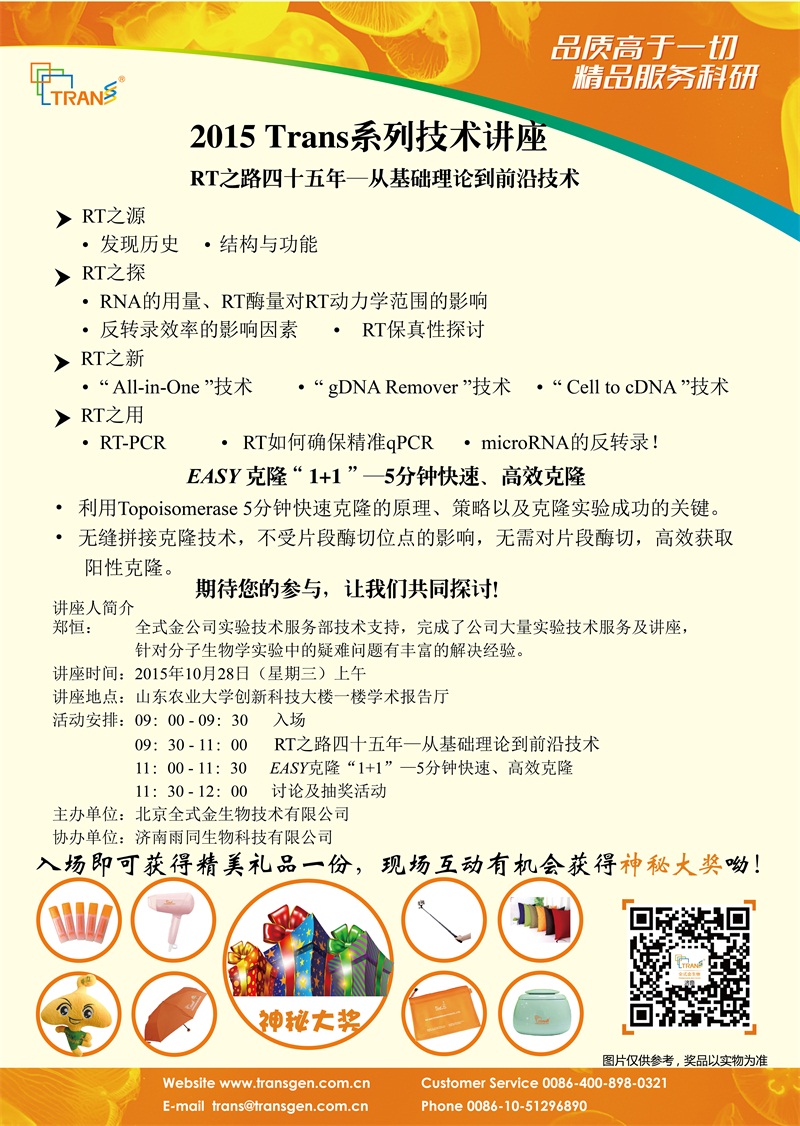 品质高于一切
精品服务科研
TRANS®
2015 Trans系列技术讲座
RT之路四十五年—从基础理论到前沿技术
➤ RT之源
• 发现历史 • 结构与功能
➤ RT之探
• RNA的用量、RT酶量对RT动力学范围的影响
• 反转录效率的影响因素 • RT保真性探讨
➤ RT之新
• “ All-in-One ”技术 • “ gDNA Remover ”技术 • “ Cell to cDNA ”技术
➤ RT之用
• RT-PCR • RT如何确保精准qPCR • microRNA的反转录！
EASY 克隆“ 1+1 ”—5分钟快速、高效克隆
• 利用Topoisomerase 5分钟快速克隆的原理、策略以及克隆实验成功的关键。
• 无缝拼接克隆技术，不受片段酶切位点的影响，无需对片段酶切，高效获取
阳性克隆。
期待您的参与，让我们共同探讨！
讲座人简介
郑恒： 全式金公司实验技术服务部技术支持，完成了公司大量实验技术服务及讲座，
针对分子生物学实验中的疑难问题有丰富的解决经验。
讲座时间：2015年10月28日（星期三）上午
讲座地点：山东农业大学创新科技大楼一楼学术报告厅
活动安排：09：00 - 09：30 入场
09：30 - 11：00 RT之路四十五年—从基础理论到前沿技术
11：00 - 11：30 EASY克隆“1+1”—5分钟快速、高效克隆
11：30 - 12：00 讨论及抽奖活动
主办单位：北京全式金生物技术有限公司
协办单位：济南雨同生物科技有限公司
入场即可获得精美礼品一份，现场互动有机会获得神秘大奖呦！
神秘大奖
TRANS
图片仅供参考，奖品以实物为准
Website www.transgen.com.cn Customer Service 0086-400-898-0321
E-mail trans@transgen.com.cn Phone 0086-10-51296890